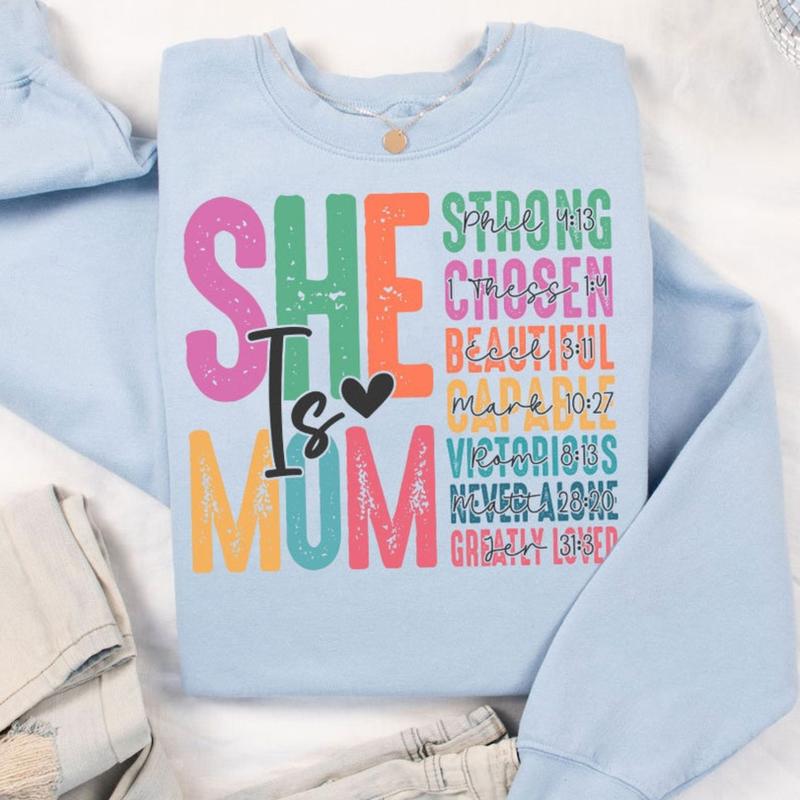 SHE
Is
MOM
STRONG
Phil 4:13
CHOSEN
1 Thess 1:4
BEAUTIFUL
Eccl 3:11
CAPABLE
Mark 10:27
VICTORIOUS
Rom 8:13
NEVER ALONE
Matt 28:20
GREATLY LOVED
Jer 31:3